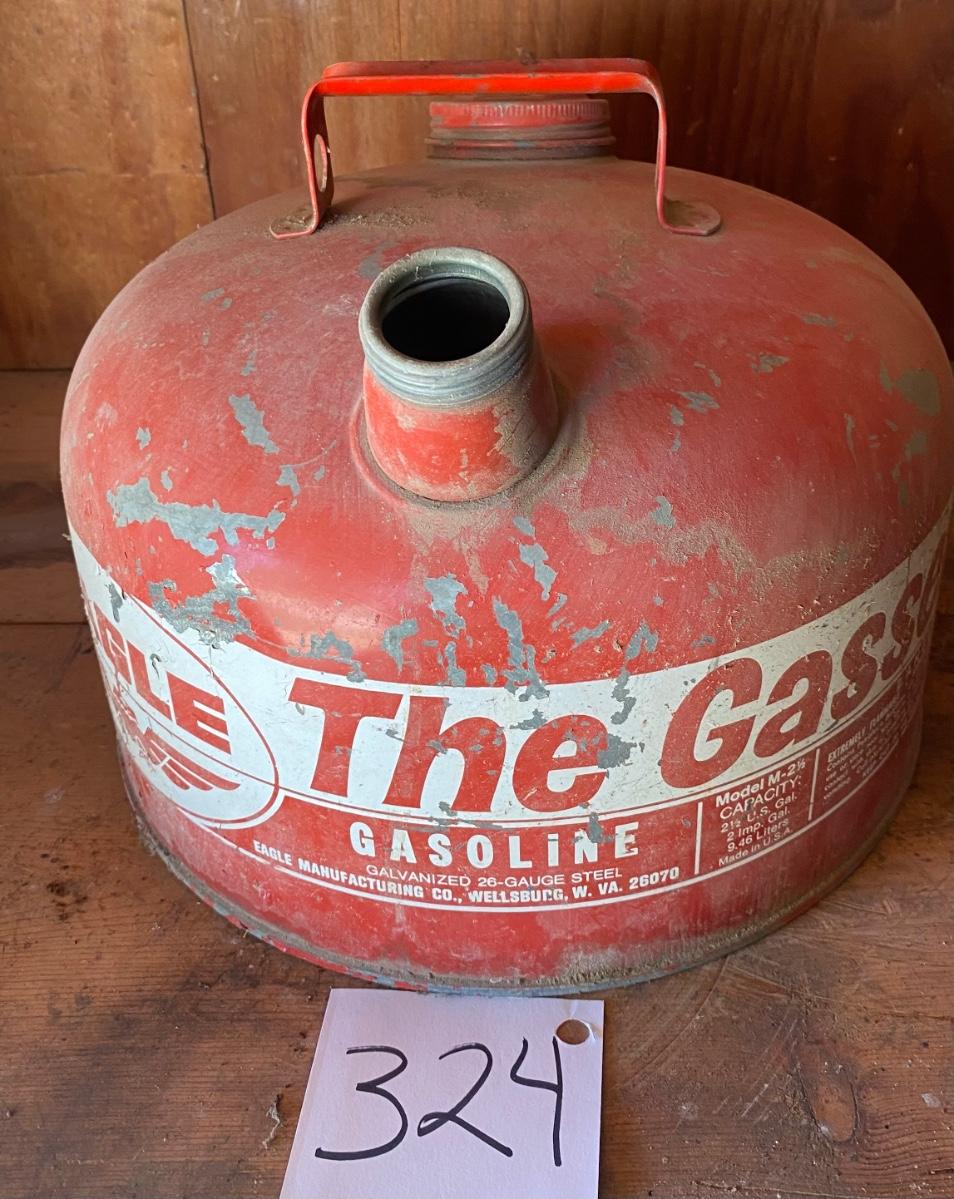 The
GASOLiNE
GALVANIZED 26-GAUGE STEEL
EAGLE MANUFACTURING CO., WELLSBURG, W. VA. 26070
Model M-2½
CAPACITY:
2½ U.S. Gal.
2 Imp. Gal.
9.46 Liters
Made in U.S.A.
EXTREMELY
324